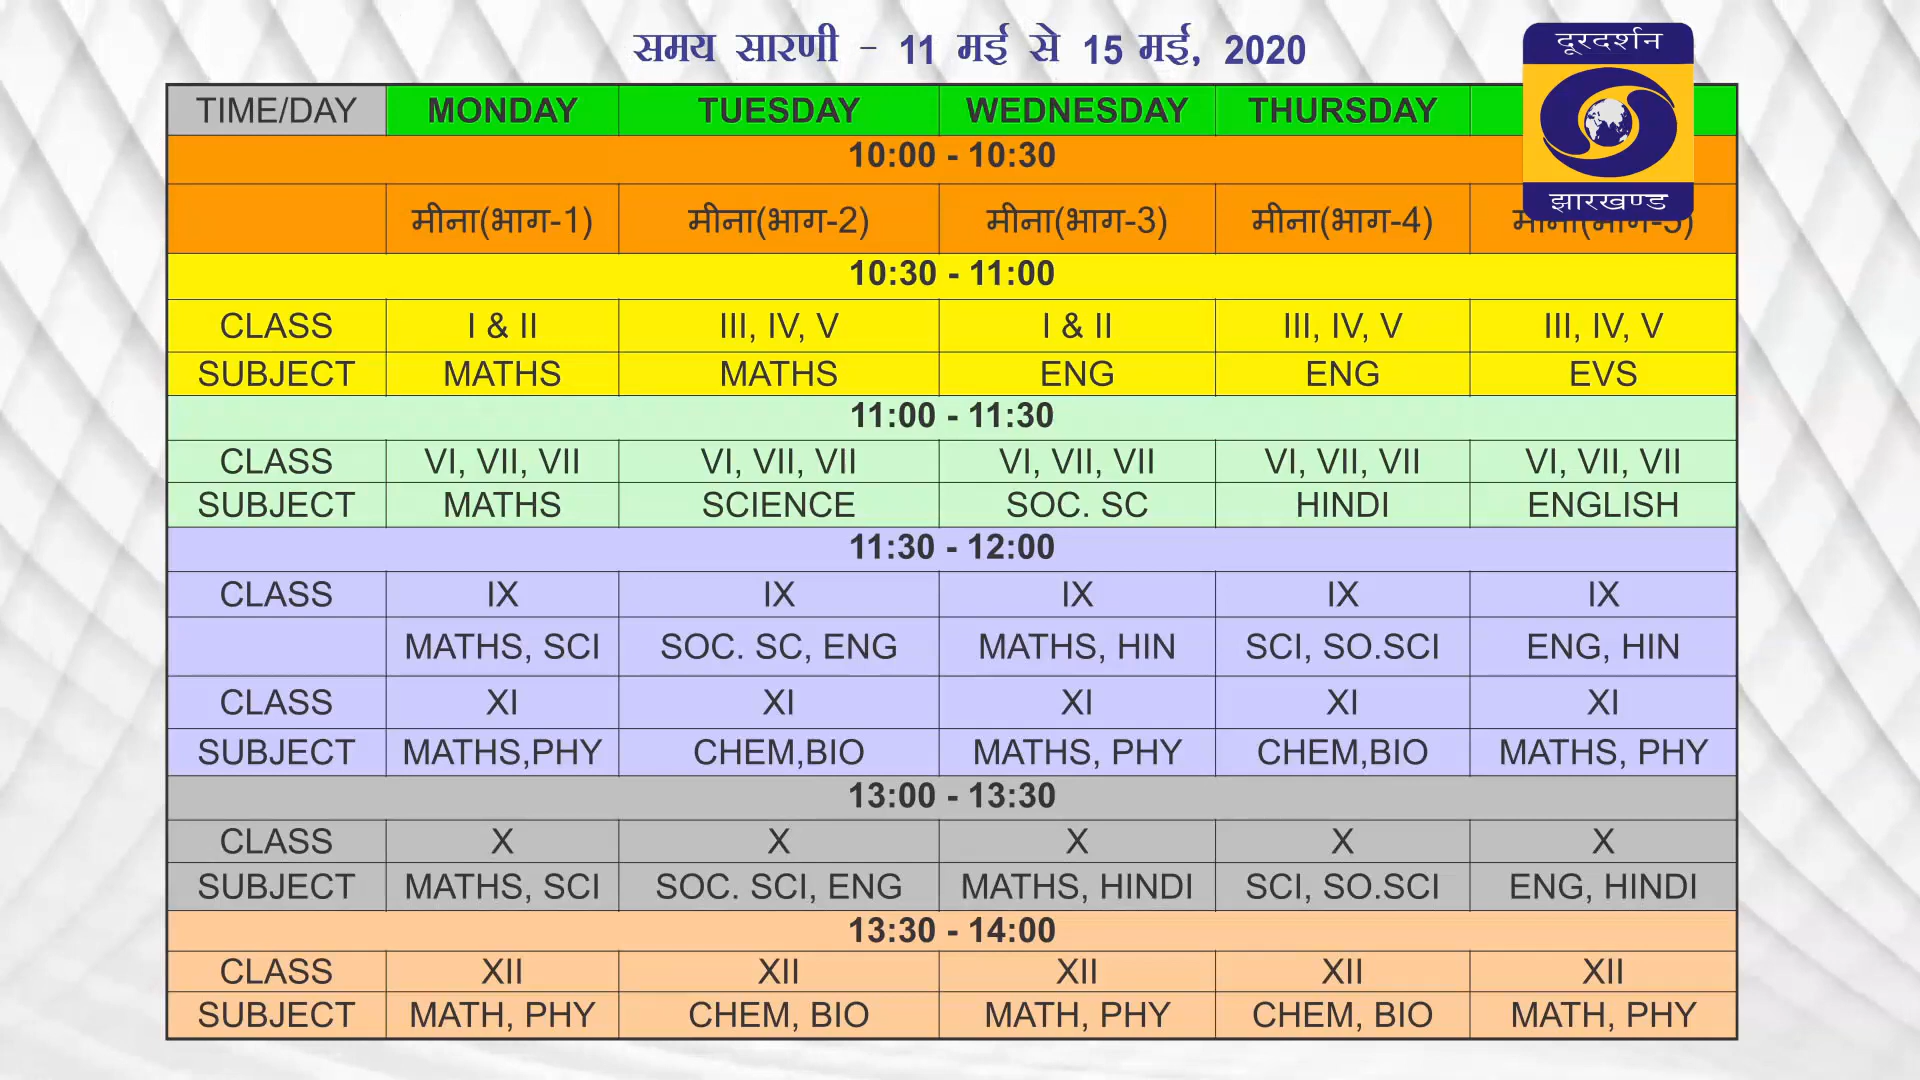 समय सारणी - 11 मई से 15 मई, 2020
दूरदर्शन
झारखण्ड
TIME/DAY MONDAY TUESDAY WEDNESDAY THURSDAY
10:00 - 10:30
मीना(भाग-1) मीना(भाग-2) मीना(भाग-3) मीना(भाग-4) मीना(भाग-5)
10:30 - 11:00
CLASS I & II III, IV, V I & II III, IV, V III, IV, V
SUBJECT MATHS MATHS ENG ENG EVS
11:00 - 11:30
CLASS VI, VII, VII VI, VII, VII VI, VII, VII VI, VII, VII VI, VII, VII
SUBJECT MATHS SCIENCE SOC. SC HINDI ENGLISH
11:30 - 12:00
CLASS IX IX IX IX IX
MATHS, SCI SOC. SC, ENG MATHS, HIN SCI, SO.SCI ENG, HIN
CLASS XI XI XI XI XI
SUBJECT MATHS,PHY CHEM,BIO MATHS, PHY CHEM,BIO MATHS, PHY
13:00 - 13:30
CLASS X X X X X
SUBJECT MATHS, SCI SOC. SCI, ENG MATHS, HINDI SCI, SO.SCI ENG, HINDI
13:30 - 14:00
CLASS XII XII XII XII XII
SUBJECT MATH, PHY CHEM, BIO MATH, PHY CHEM, BIO MATH, PHY